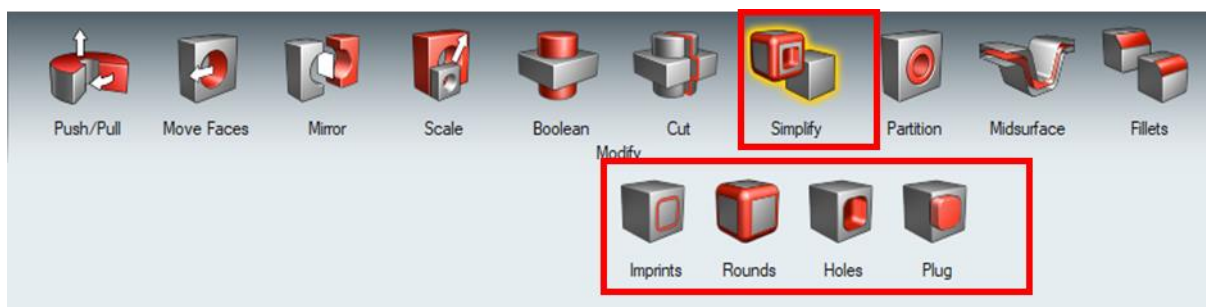 Push/Pull Move Faces Mirror Scale Boolean Cut Simplify Partition Midsurface Fillets
Modify
Imprints Rounds Holes Plug